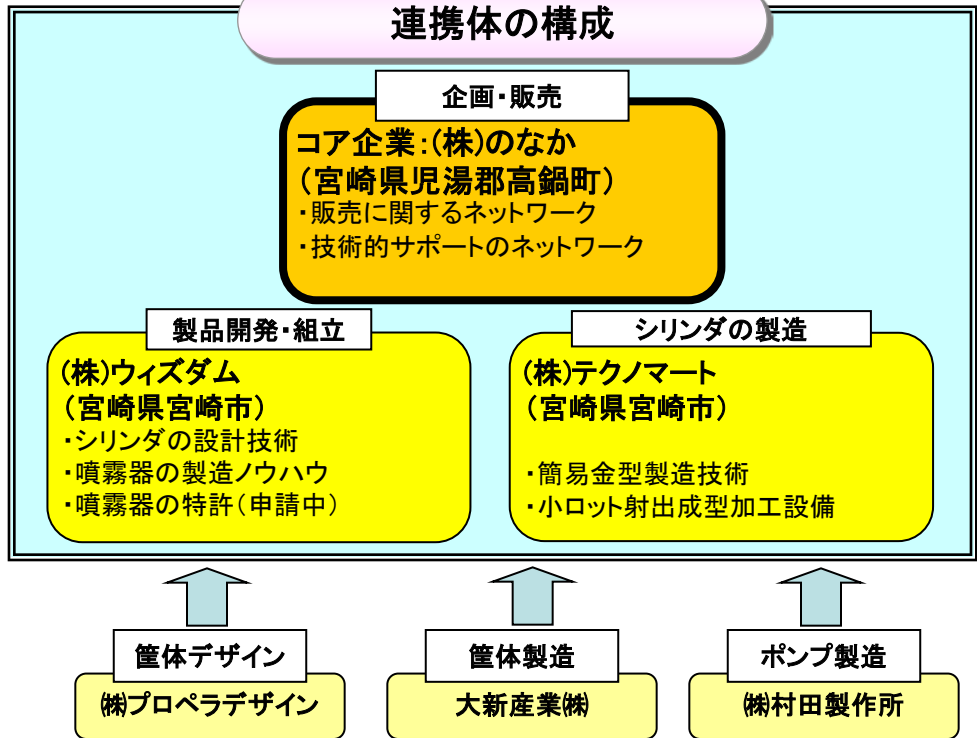 連携体の構成
企画・販売
コア企業:(株)のなか
(宮崎県児湯郡高鍋町)
・販売に関するネットワーク
・技術的サポートのネットワーク
製品開発・組立
(株)ウィズダム
(宮崎県宮崎市)
・シリンダの設計技術
・噴霧器の製造ノウハウ
・噴霧器の特許(申請中)
シリンダの製造
(株)テクノマート
(宮崎県宮崎市)
・簡易金型製造技術
・小ロット射出成型加工設備
筐体デザイン
㈱プロペラデザイン
筐体製造
大新産業㈱
ポンプ製造
㈱村田製作所